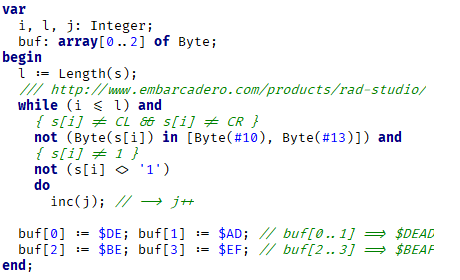 var
i, l, j: Integer;
buf: array[0..2] of Byte;
begin
l := Length(s);
/// http://www.embarcadero.com/products/rad-studio/
while (i <= l) and
{ s[i] != CL && s[i] != CR }
not (Byte(s[i]) in [Byte(#10), Byte(#13)]) and
{ s[i] != 1 }
not (s[i] <> '1')
do
inc(j); // --> j++
buf[0] := $DE; buf[1] := $AD; // buf[0..1] ==> $DEAD
buf[2] := $BE; buf[3] := $EF; // buf[2..3] ==> $BEAF
end;